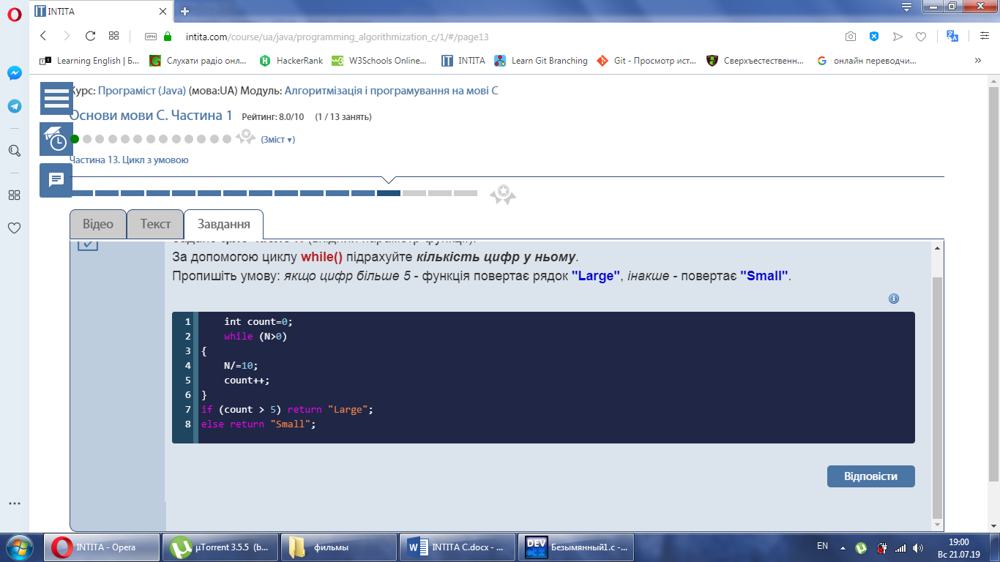 INTITA
VPN intita.com/course/ua/java/programming_algorithmization_c/1/#/page13
Learning English | Б... Слухати радіо онл... HackerRank W3Schools Online... INTITA Learn Git Branching Git - Просмотр ист... Сверхъестественн... онлайн переводчи... »
Курс: Програміст (Java) (мова:UA) Модуль: Алгоритмізація і програмування на мові C
Основи мови C. Частина 1 Рейтинг: 8.0/10 (1 / 13 занять)
(Зміст ▾)
Частина 13. Цикл з умовою
Відео Текст Завдання
За допомогою циклу while() підрахуйте кількість цифр у ньому.
Пропишіть умову: якщо цифр більше 5 - функція повертає рядок "Large", інакше - повертає "Small".
1 int count=0;
2 while (N>0)
3 {
4 N/=10;
5 count++;
6 }
7 if (count > 5) return "Large";
8 else return "Small";
Відповісти
INTITA - Opera µTorrent 3.5.5 (b... фильмы INTITA C.docx - ... DEV Безымянный1.c -... EN 19:00
Вс 21.07.19